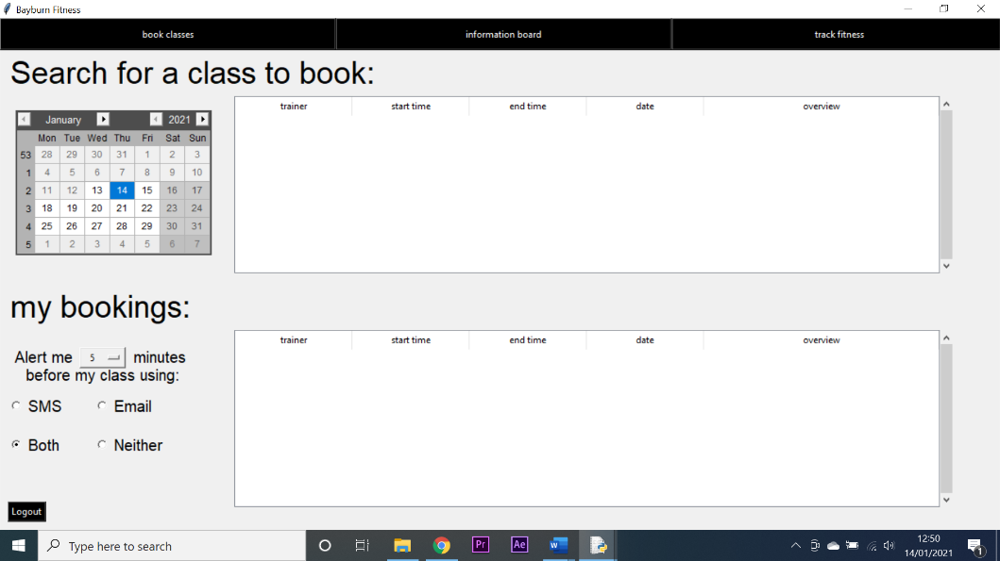 Bayburn Fitness
book classes information board track fitness
Search for a class to book:
January 2021
Mon Tue Wed Thu Fri Sat Sun
53 28 29 30 31 1 2 3
1 4 5 6 7 8 9 10
2 11 12 13 14 15 16 17
3 18 19 20 21 22 23 24
4 25 26 27 28 29 30 31
5 1 2 3 4 5 6 7
trainer start time end time date overview
my bookings:
Alert me 5 minutes
before my class using:
SMS Email
Both Neither
trainer start time end time date overview
Logout
Type here to search
Pr Ae W
12:50
14/01/2021
1